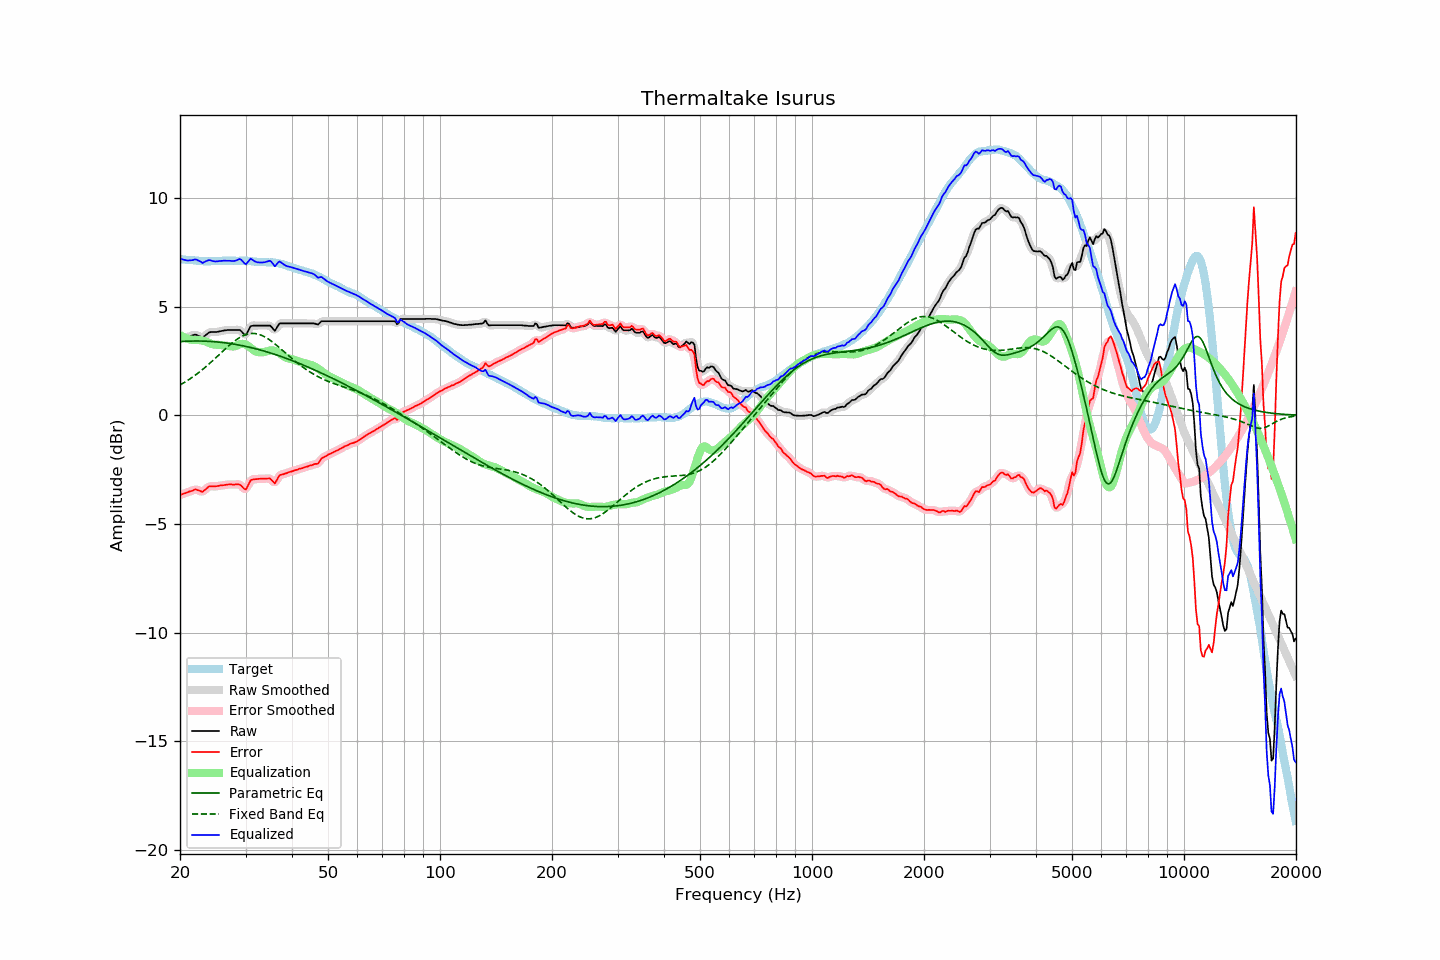 Thermaltake Isurus
Amplitude (dBr)
10
5
0
−5
−10
−15
−20
Target
Raw Smoothed
Error Smoothed
Raw
Error
Equalization
Parametric Eq
Fixed Band Eq
Equalized
20
50
100
200
500
1000
2000
5000
10000
20000
Frequency (Hz)